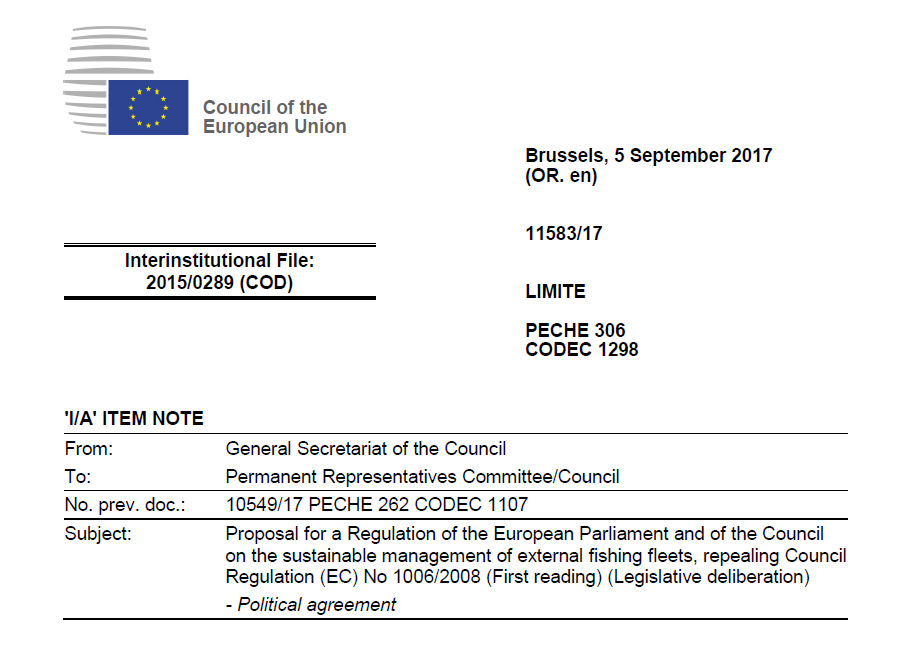 Council of the
European Union
Brussels, 5 September 2017
(OR. en)
11583/17
Interinstitutional File:
2015/0289 (COD)
LIMITE
PECHE 306
CODEC 1298
'I/A' ITEM NOTE
From: General Secretariat of the Council
To: Permanent Representatives Committee/Council
No. prev. doc.: 10549/17 PECHE 262 CODEC 1107
Subject: Proposal for a Regulation of the European Parliament and of the Council
on the sustainable management of external fishing fleets, repealing Council
Regulation (EC) No 1006/2008 (First reading) (Legislative deliberation)
- Political agreement